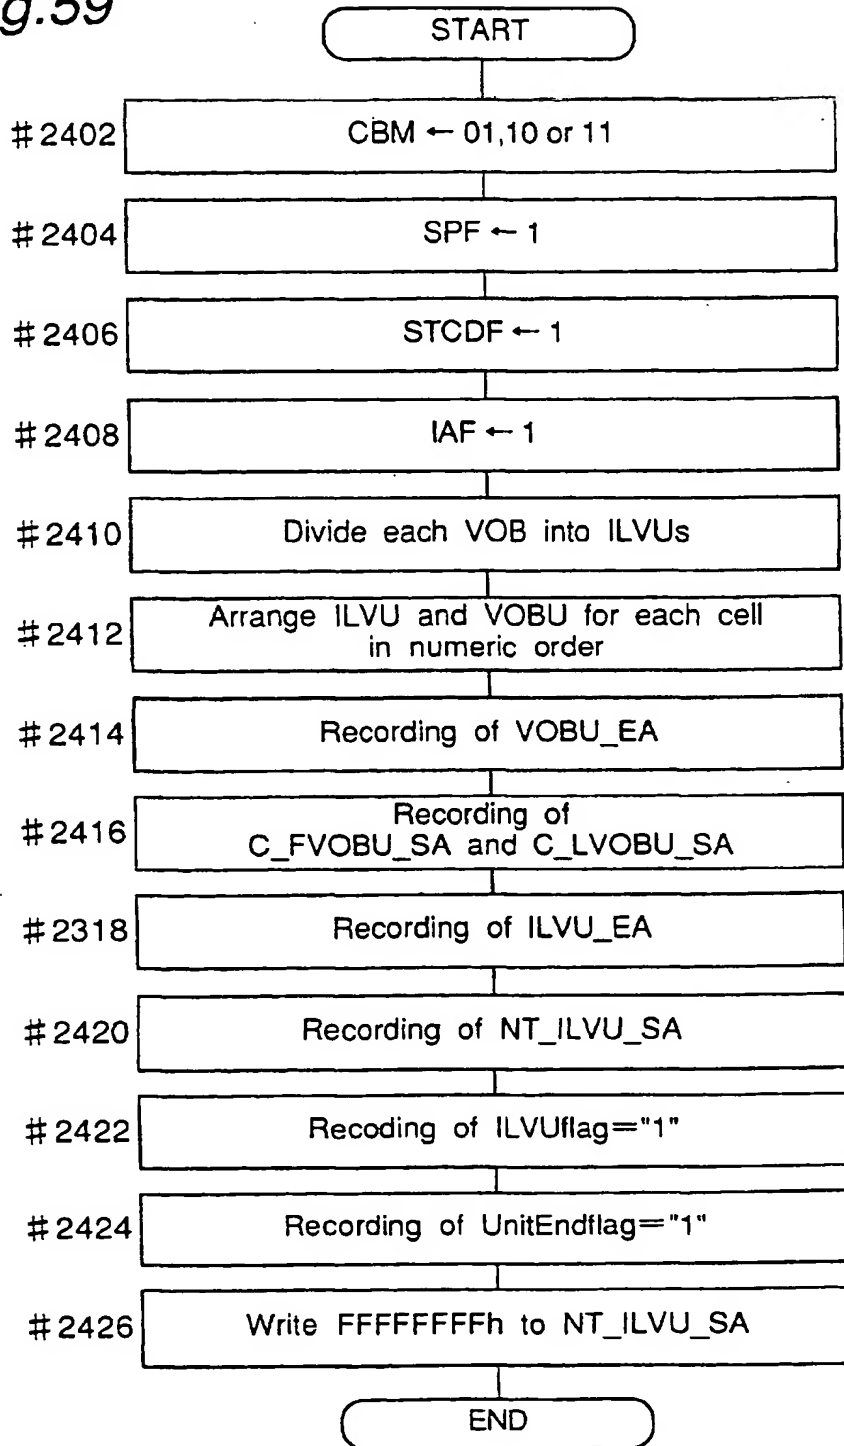 g.59
START
#2402 CBM ← 01,10 or 11
#2404 SPF ← 1
#2406 STCDF ← 1
#2408 IAF ← 1
#2410 Divide each VOB into ILVUs
#2412 Arrange ILVU and VOBU for each cell
in numeric order
#2414 Recording of VOBU_EA
#2416 Recording of
C_FVOBU_SA and C_LVOBU_SA
#2318 Recording of ILVU_EA
#2420 Recording of NT_ILVU_SA
#2422 Recoding of ILVUflag="1"
#2424 Recording of UnitEndflag="1"
#2426 Write FFFFFFFFh to NT_ILVU_SA
END